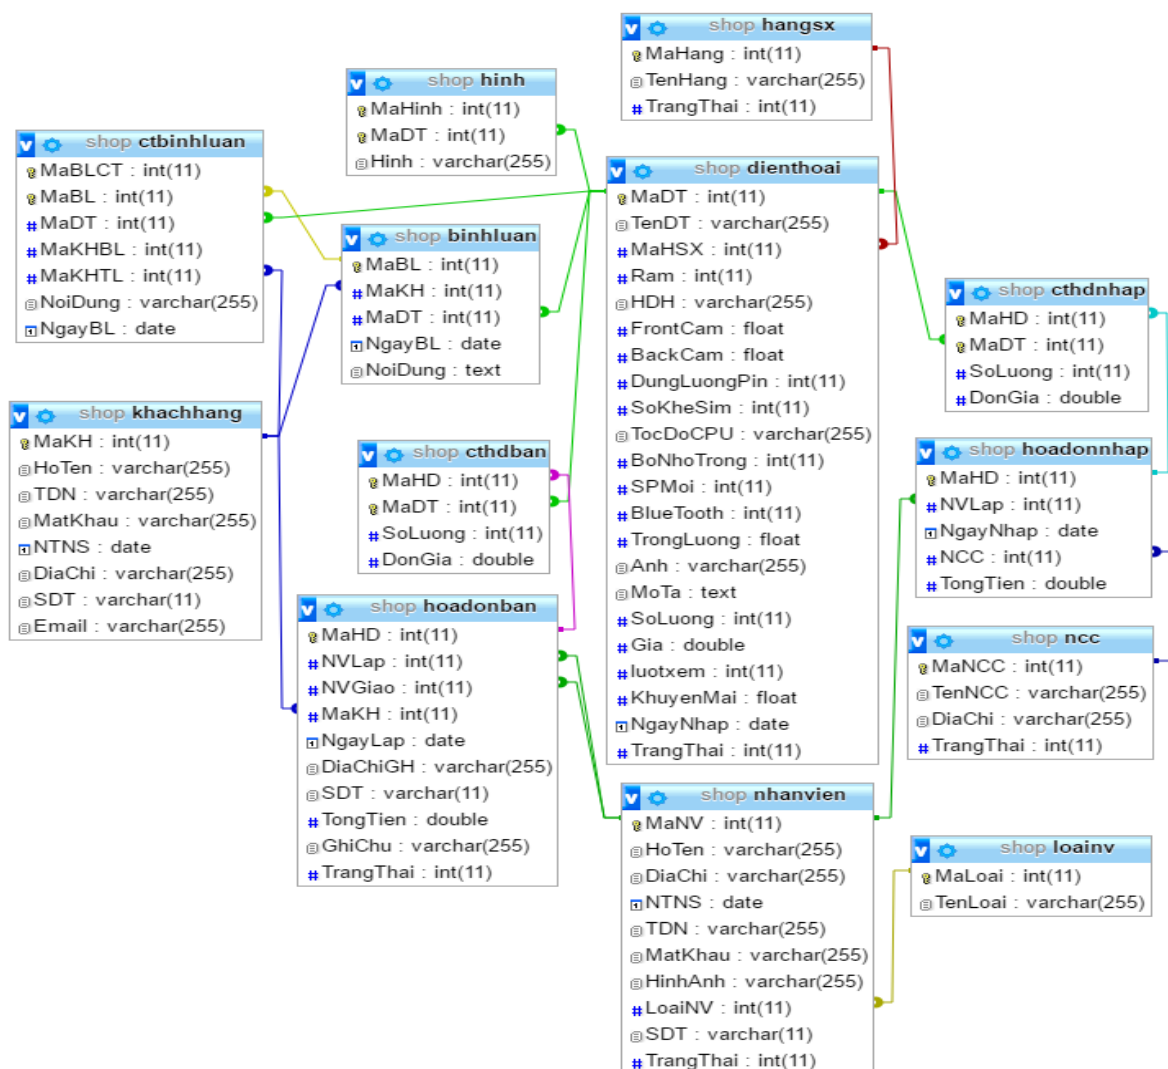 shop hangsx
MaHang : int(11)
TenHang : varchar(255)
TrangThai : int(11)
shop hinh
MaHinh : int(11)
MaDT : int(11)
Hinh : varchar(255)
shop ctbinhluan
MaBLCT : int(11)
MaBL : int(11)
MaDT : int(11)
MaKHBL : int(11)
MaKHTL : int(11)
NoiDung : varchar(255)
NgayBL : date
shop dienthoai
MaDT : int(11)
TenDT : varchar(255)
MaHSX : int(11)
Ram : int(11)
HDH : varchar(255)
FrontCam : float
BackCam : float
DungLuongPin : int(11)
SoKheSim : int(11)
TocDoCPU : varchar(255)
BoNhoTrong : int(11)
SPMoi : int(11)
BlueTooth : int(11)
TrongLuong : float
Anh : varchar(255)
MoTa : text
SoLuong : int(11)
Gia : double
luotxem : int(11)
KhuyenMai : float
NgayNhap : date
TrangThai : int(11)
shop binhluan
MaBL : int(11)
MaKH : int(11)
MaDT : int(11)
NgayBL : date
NoiDung : text
shop cthdnhap
MaHD : int(11)
MaDT : int(11)
SoLuong : int(11)
DonGia : double
shop khachhang
MaKH : int(11)
HoTen : varchar(255)
TDN : varchar(255)
MatKhau : varchar(255)
NTNS : date
DiaChi : varchar(255)
SDT : varchar(11)
Email : varchar(255)
shop cthdban
MaHD : int(11)
MaDT : int(11)
SoLuong : int(11)
DonGia : double
shop hoadonnhap
MaHD : int(11)
NVLap : int(11)
NgayNhap : date
NCC : int(11)
TongTien : double
shop hoadonban
MaHD : int(11)
NVLap : int(11)
NVGiao : int(11)
MaKH : int(11)
NgayLap : date
DiaChiGH : varchar(255)
SDT : varchar(11)
TongTien : double
GhiChu : varchar(255)
TrangThai : int(11)
shop ncc
MaNCC : int(11)
TenNCC : varchar(255)
DiaChi : varchar(255)
TrangThai : int(11)
shop nhanvien
MaNV : int(11)
HoTen : varchar(255)
DiaChi : varchar(255)
NTNS : date
TDN : varchar(255)
MatKhau : varchar(255)
HinhAnh : varchar(255)
LoaiNV : int(11)
SDT : varchar(11)
TrangThai : int(11)
shop loainv
MaLoai : int(11)
TenLoai : varchar(255)